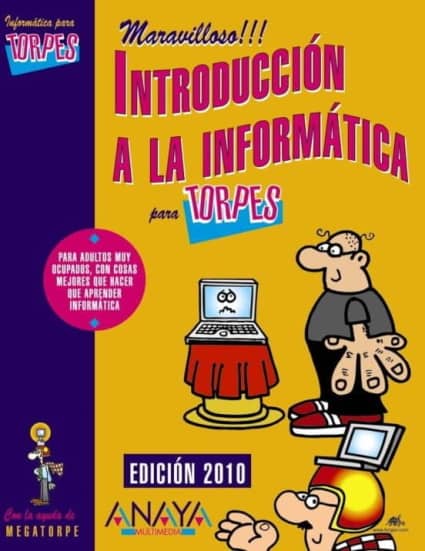 Informática para
TORPES
Maravilloso!!!
INTRODUCCIÓN
A LA INFORMÁTICA
para TORPES
PARA ADULTOS MUY
OCUPADOS, CON COSAS
MEJORES QUE HACER
QUE APRENDER
INFORMÁTICA
EDICIÓN 2010
ANAYA
MULTIMEDIA
Con la ayuda de
MEGATORPE